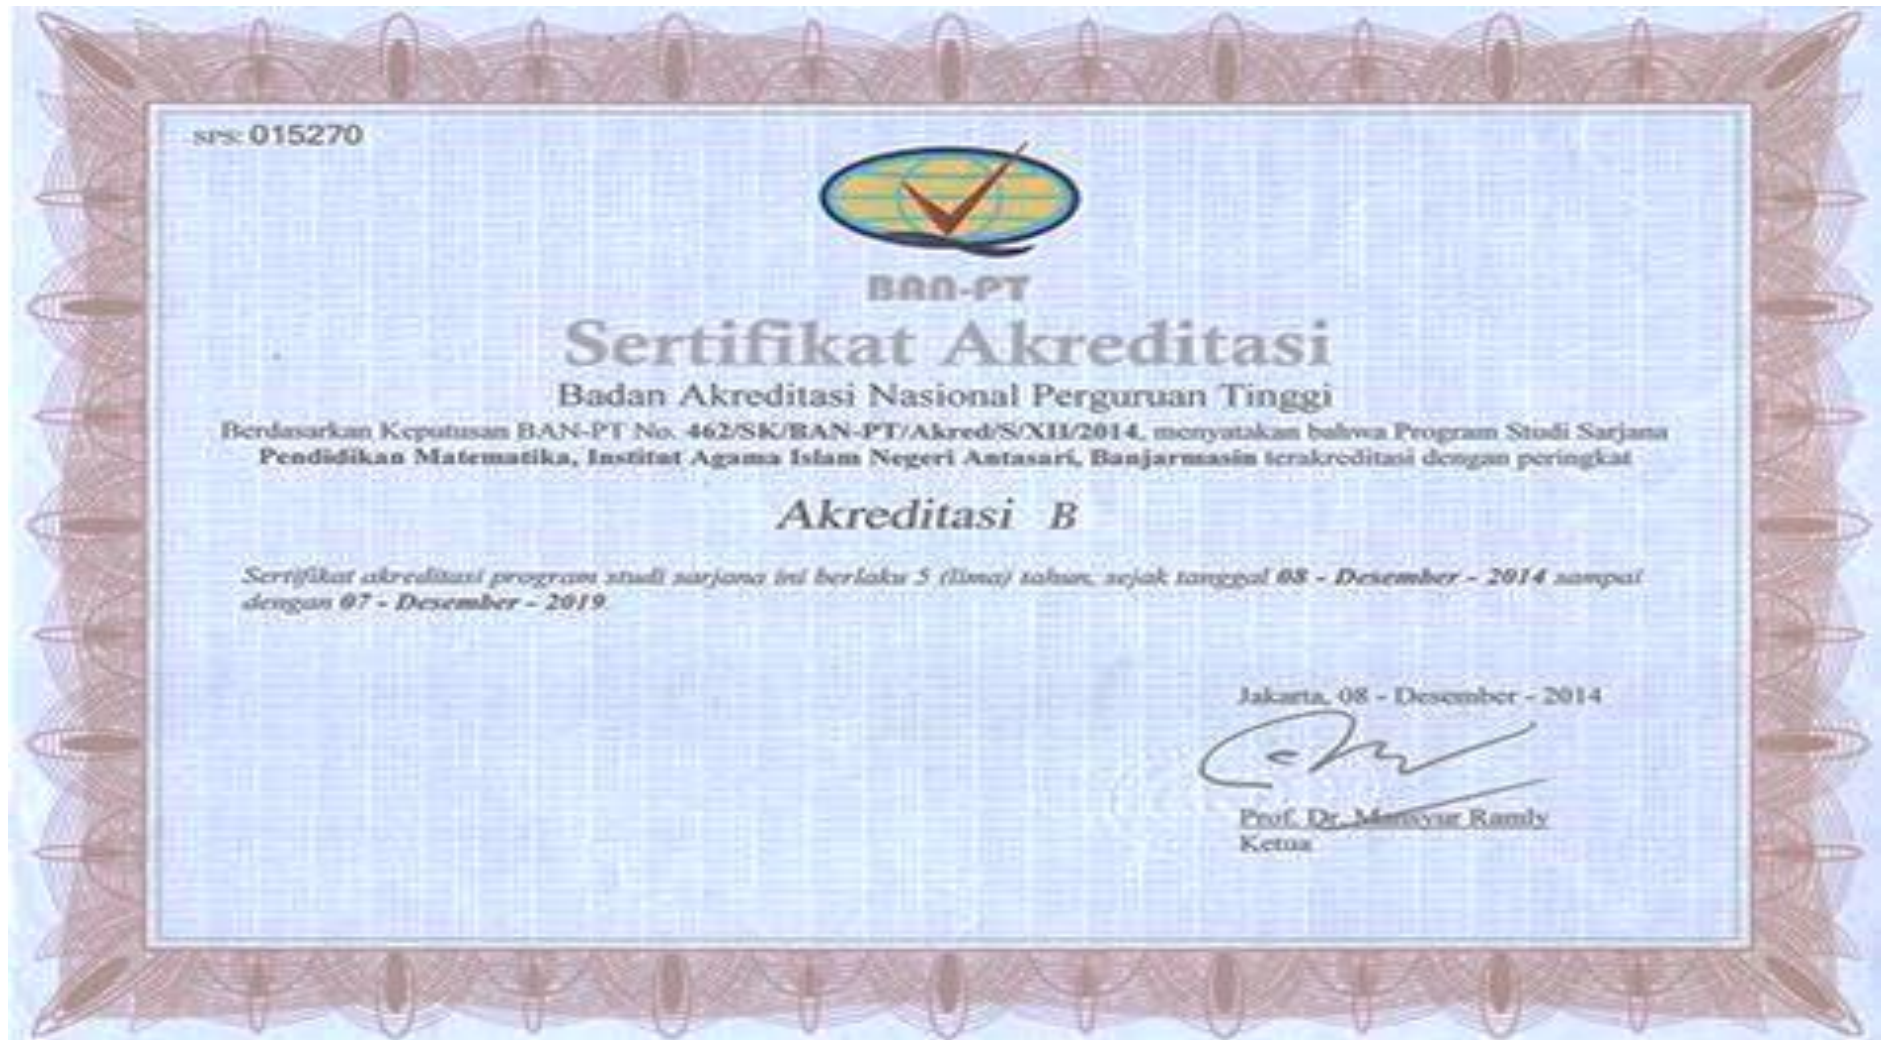 SPS: 015270
BAN-PT
Sertifikat Akreditasi
Badan Akreditasi Nasional Perguruan Tinggi
Berdasarkan Keputusan BAN-PT No. 462/SK/BAN-PT/Akred/S/XII/2014, menyatakan bahwa Program Studi Sarjana
Pendidikan Matematika, Institut Agama Islam Negeri Antasari, Banjarmasin terakreditasi dengan peringkat
Akreditasi B
Sertifikat akreditasi program studi sarjana ini berlaku 5 (lima) tahun, sejak tanggal 08 - Desember - 2014 sampai
dengan 07 - Desember - 2019.
Jakarta, 08 - Desember - 2014
Prof. Dr. Mansyur Ramly
Ketua